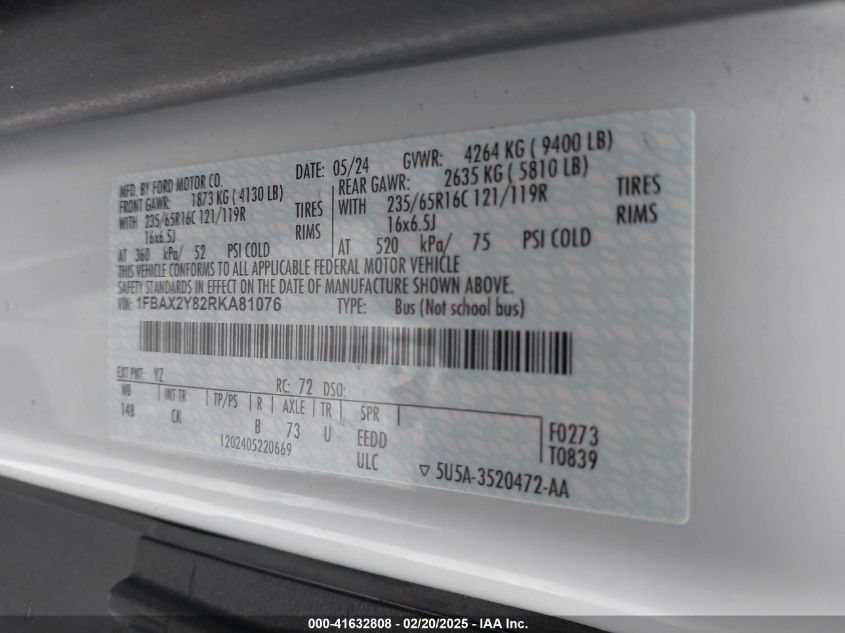 MFD. BY FORD MOTOR CO. DATE: 05/24 GVWR: 4264 KG ( 9400 LB)
FRONT GAWR: 1873 KG ( 4130 LB) REAR GAWR: 2635 KG ( 5810 LB)
WITH 235/65R16C 121/119R TIRES WITH 235/65R16C 121/119R TIRES
16x6.5J RIMS 16x6.5J RIMS
AT 360 kPa/ 52 PSI COLD AT 520 kPa/ 75 PSI COLD
THIS VEHICLE CONFORMS TO ALL APPLICABLE FEDERAL MOTOR VEHICLE
SAFETY STANDARDS IN EFFECT ON THE DATE OF MANUFACTURE SHOWN ABOVE.
VIN: 1FBAX2Y82RKA81076 TYPE: Bus (Not school bus)
EXT PNT: YZ RC: 72 DSO:
WB INT TR TP/PS R AXLE TR SPR
148 CK B 73 U EEDD F0273
1202405220669 ULC T0839
▽ 5U5A-3520472-AA
000-41632808 - 02/20/2025 - IAA Inc.